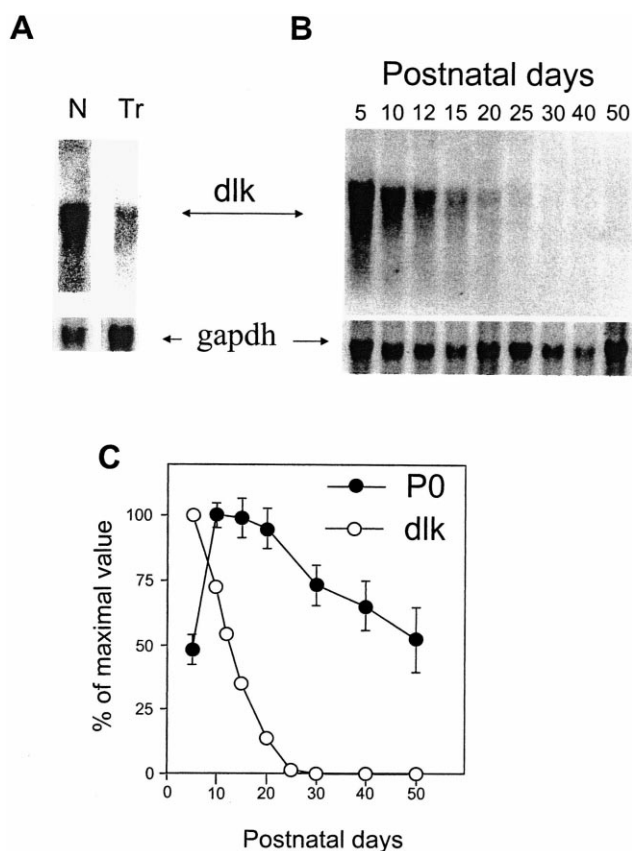 A
B
N Tr
Postnatal days
5 10 12 15 20 25 30 40 50
dlk
gapdh
C
P0
dlk
% of maximal value
100
75
50
25
0
0 10 20 30 40 50
Postnatal days